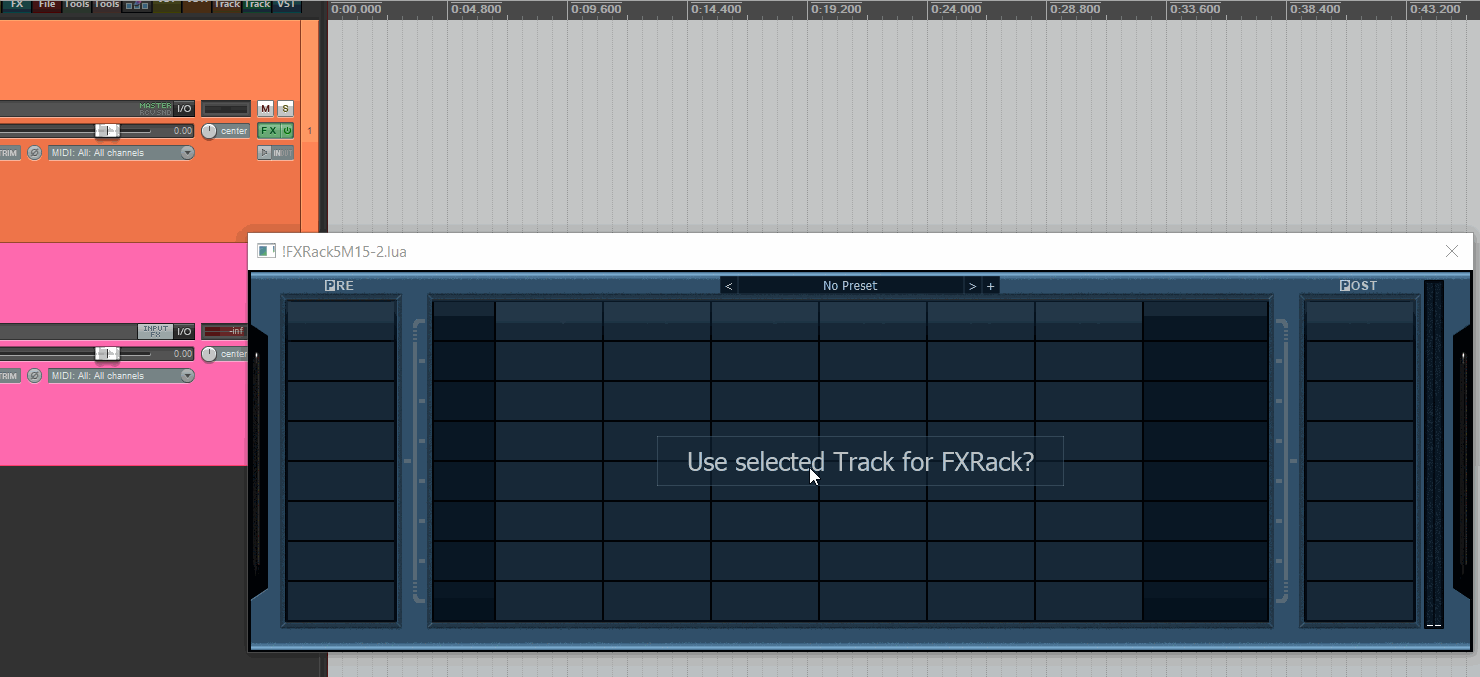 FX File Tools Tools Track Track VST
0:00.000 0:04.800 0:09.600 0:14.400 0:19.200 0:24.000 0:28.800 0:33.600 0:38.400 0:43.200
MASTER
RCV SND
I/O M S
0.00 center FX 1
TRIM Ø MIDI: All: All channels IN
!FXRack5M15-2.lua
PRE < No Preset > + POST
INPUT
FX
I/O -inf
0.00 center
TRIM Ø MIDI: All: All channels
Use selected Track for FXRack?